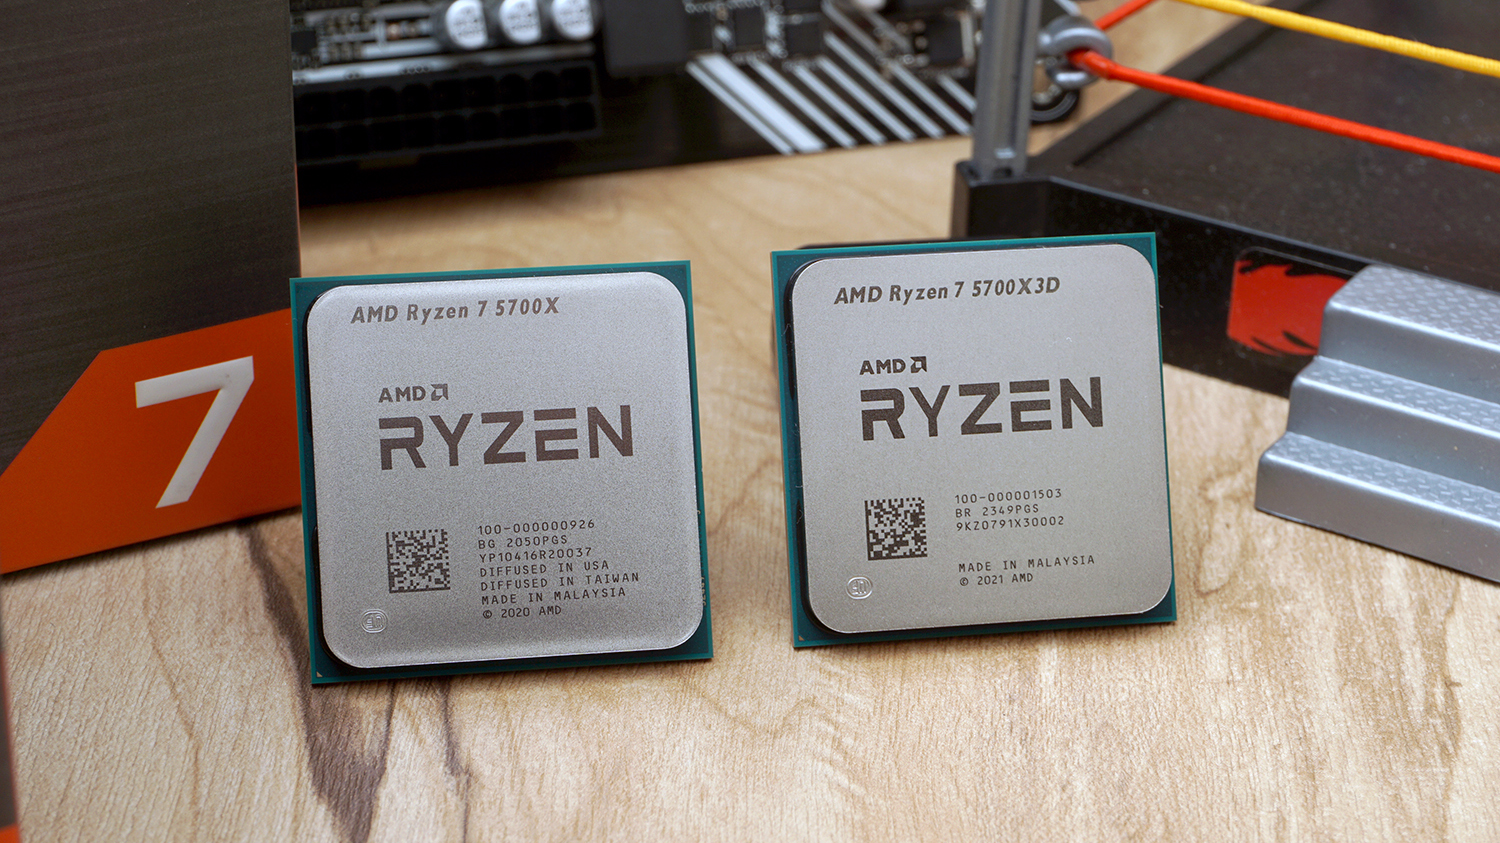 7
AMD Ryzen 7 5700X
AMD
RYZEN
100-000000926
BG 2050PGS
YP10416R20037
DIFFUSED IN USA
DIFFUSED IN TAIWAN
MADE IN MALAYSIA
© 2020 AMD
AMD Ryzen 7 5700X3D
AMD
RYZEN
100-000001503
BR 2349PGS
9KZ0791X30002
MADE IN MALAYSIA
© 2021 AMD